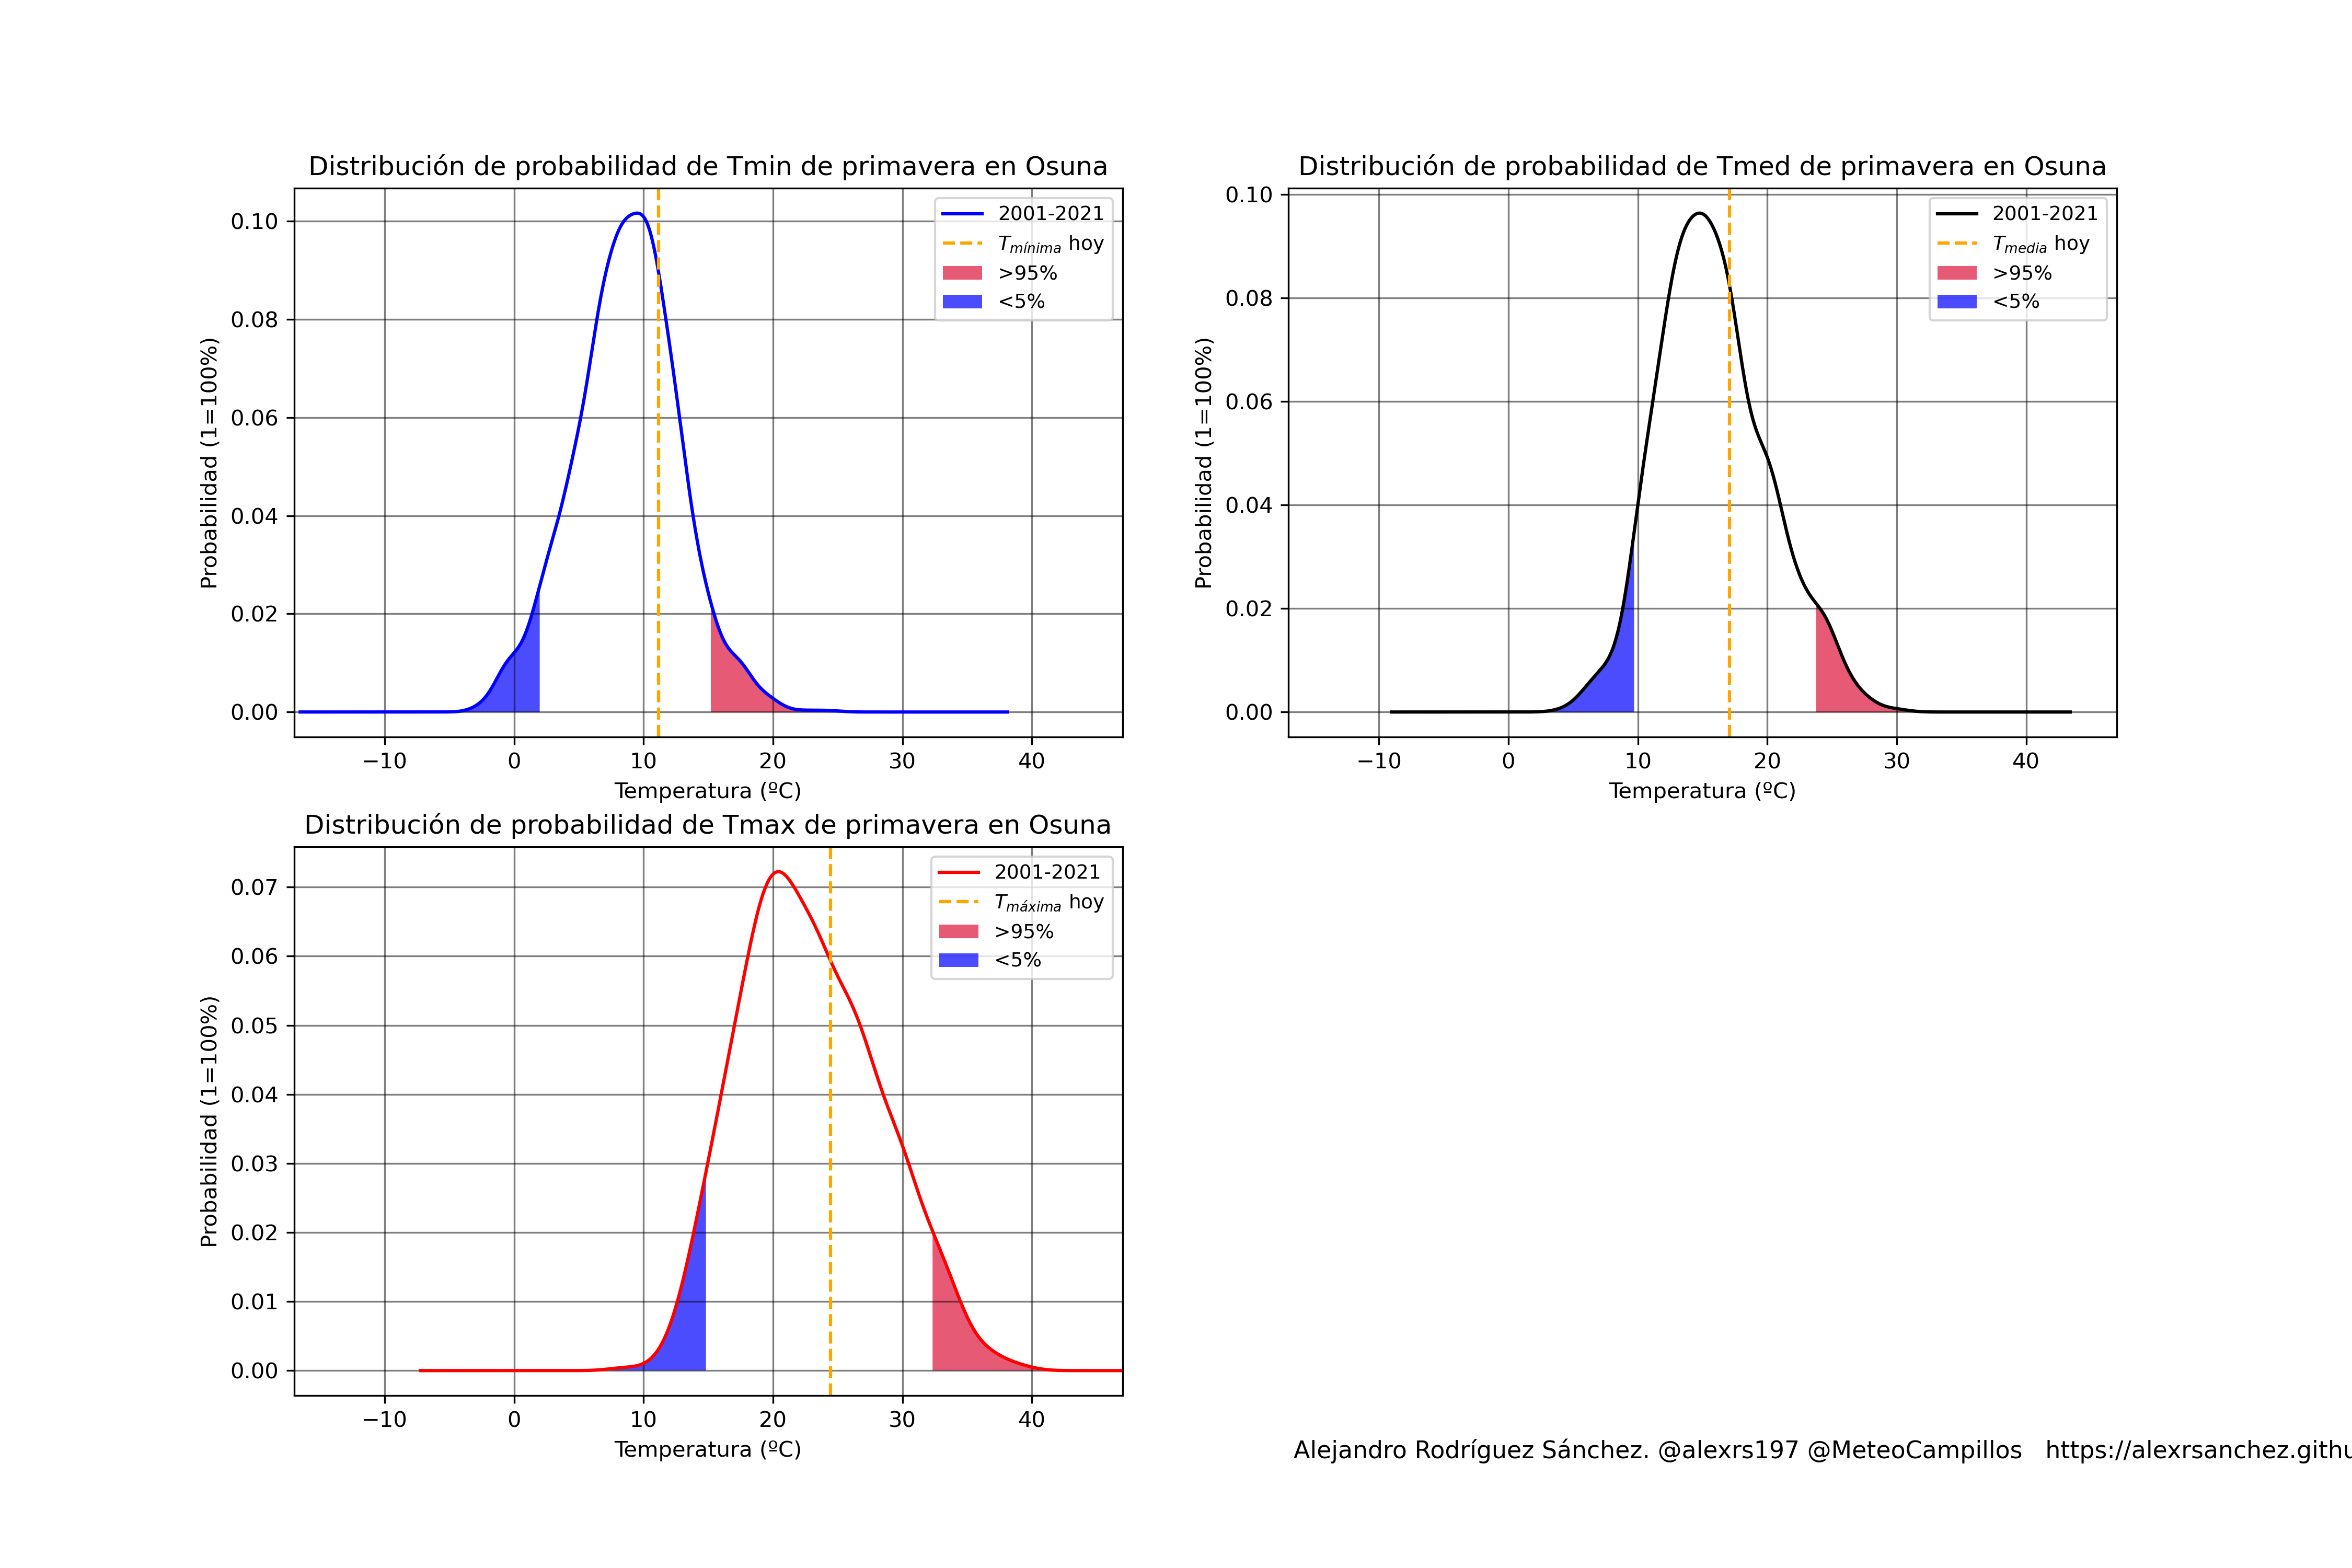 Distribución de probabilidad de Tmin de primavera en Osuna
Probabilidad (1=100%)
0.10
0.08
0.06
0.04
0.02
0.00
2001-2021
Tmínima hoy
>95%
<5%
−10 0 10 20 30 40
Temperatura (ºC)
Distribución de probabilidad de Tmed de primavera en Osuna
Probabilidad (1=100%)
0.10
0.08
0.06
0.04
0.02
0.00
2001-2021
Tmedia hoy
>95%
<5%
−10 0 10 20 30 40
Temperatura (ºC)
Distribución de probabilidad de Tmax de primavera en Osuna
Probabilidad (1=100%)
0.07
0.06
0.05
0.04
0.03
0.02
0.01
0.00
2001-2021
Tmáxima hoy
>95%
<5%
−10 0 10 20 30 40
Temperatura (ºC)
Alejandro Rodríguez Sánchez. @alexrs197 @MeteoCampillos https://alexrsanchez.githu